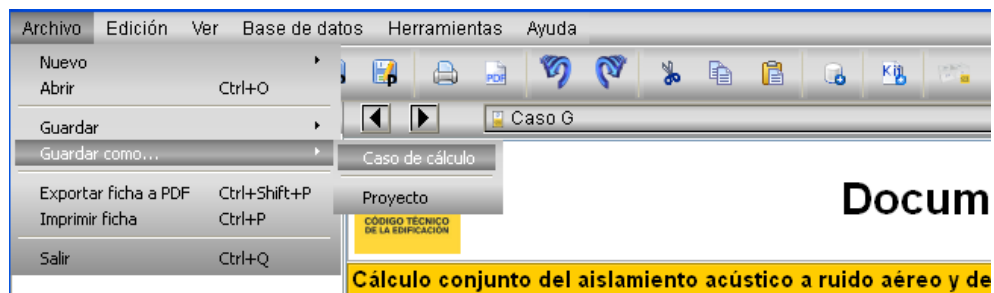 Archivo Edición Ver Base de datos Herramientas Ayuda
Nuevo
Abrir Ctrl+O
Guardar
Guardar como...
Exportar ficha a PDF Ctrl+Shift+P
Imprimir ficha Ctrl+P
Salir Ctrl+Q
Caso de cálculo
Proyecto
PDF
Kit
Caso G
CÓDIGO TÉCNICO
DE LA EDIFICACIÓN
Docum
Cálculo conjunto del aislamiento acústico a ruido aéreo y de